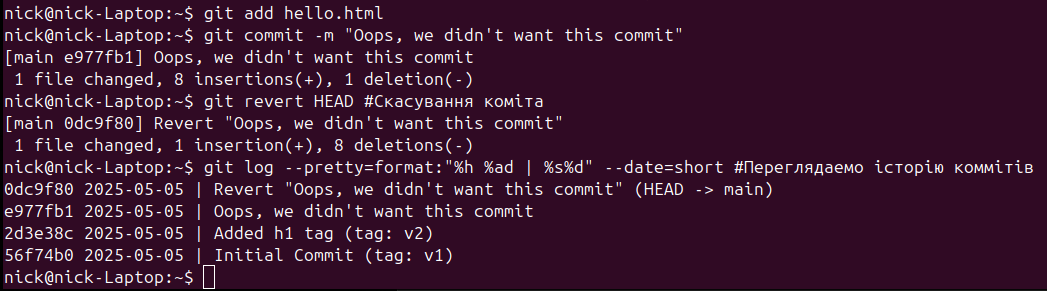 nick@nick-Laptop:~$ git add hello.html
nick@nick-Laptop:~$ git commit -m "Oops, we didn't want this commit"
[main e977fb1] Oops, we didn't want this commit
 1 file changed, 8 insertions(+), 1 deletion(-)
nick@nick-Laptop:~$ git revert HEAD #Скасування коміта
[main 0dc9f80] Revert "Oops, we didn't want this commit"
 1 file changed, 1 insertion(+), 8 deletions(-)
nick@nick-Laptop:~$ git log --pretty=format:"%h %ad | %s%d" --date=short #Переглядаемо історію коммітів
0dc9f80 2025-05-05 | Revert "Oops, we didn't want this commit" (HEAD -> main)
e977fb1 2025-05-05 | Oops, we didn't want this commit
2d3e38c 2025-05-05 | Added h1 tag (tag: v2)
56f74b0 2025-05-05 | Initial Commit (tag: v1)
nick@nick-Laptop:~$